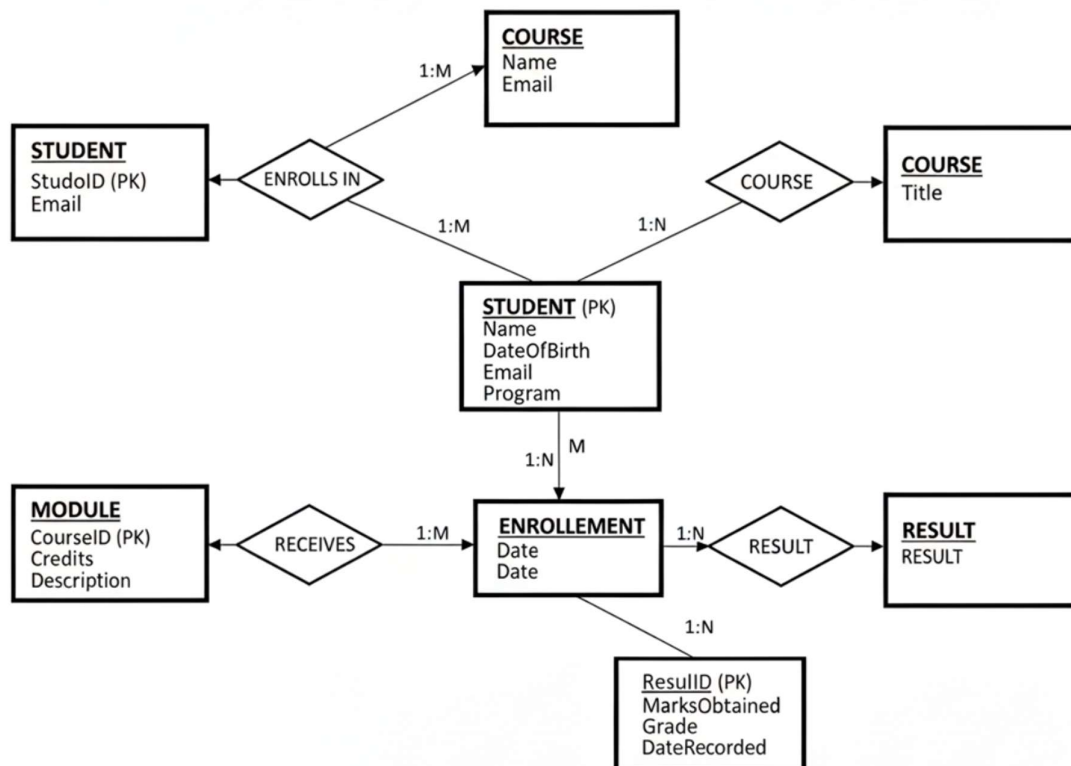 COURSE
Name
Email
1:M
STUDENT
StudoID (PK)
Email
ENROLLS IN
COURSE
COURSE
Title
1:M
1:N
STUDENT (PK)
Name
DateOfBirth
Email
Program
M
1:N
MODULE
CourseID (PK)
Credits
Description
RECEIVES
1:M
ENROLLEMENT
Date
Date
1:N
RESULT
RESULT
RESULT
1:N
ResulID (PK)
MarksObtained
Grade
DateRecorded